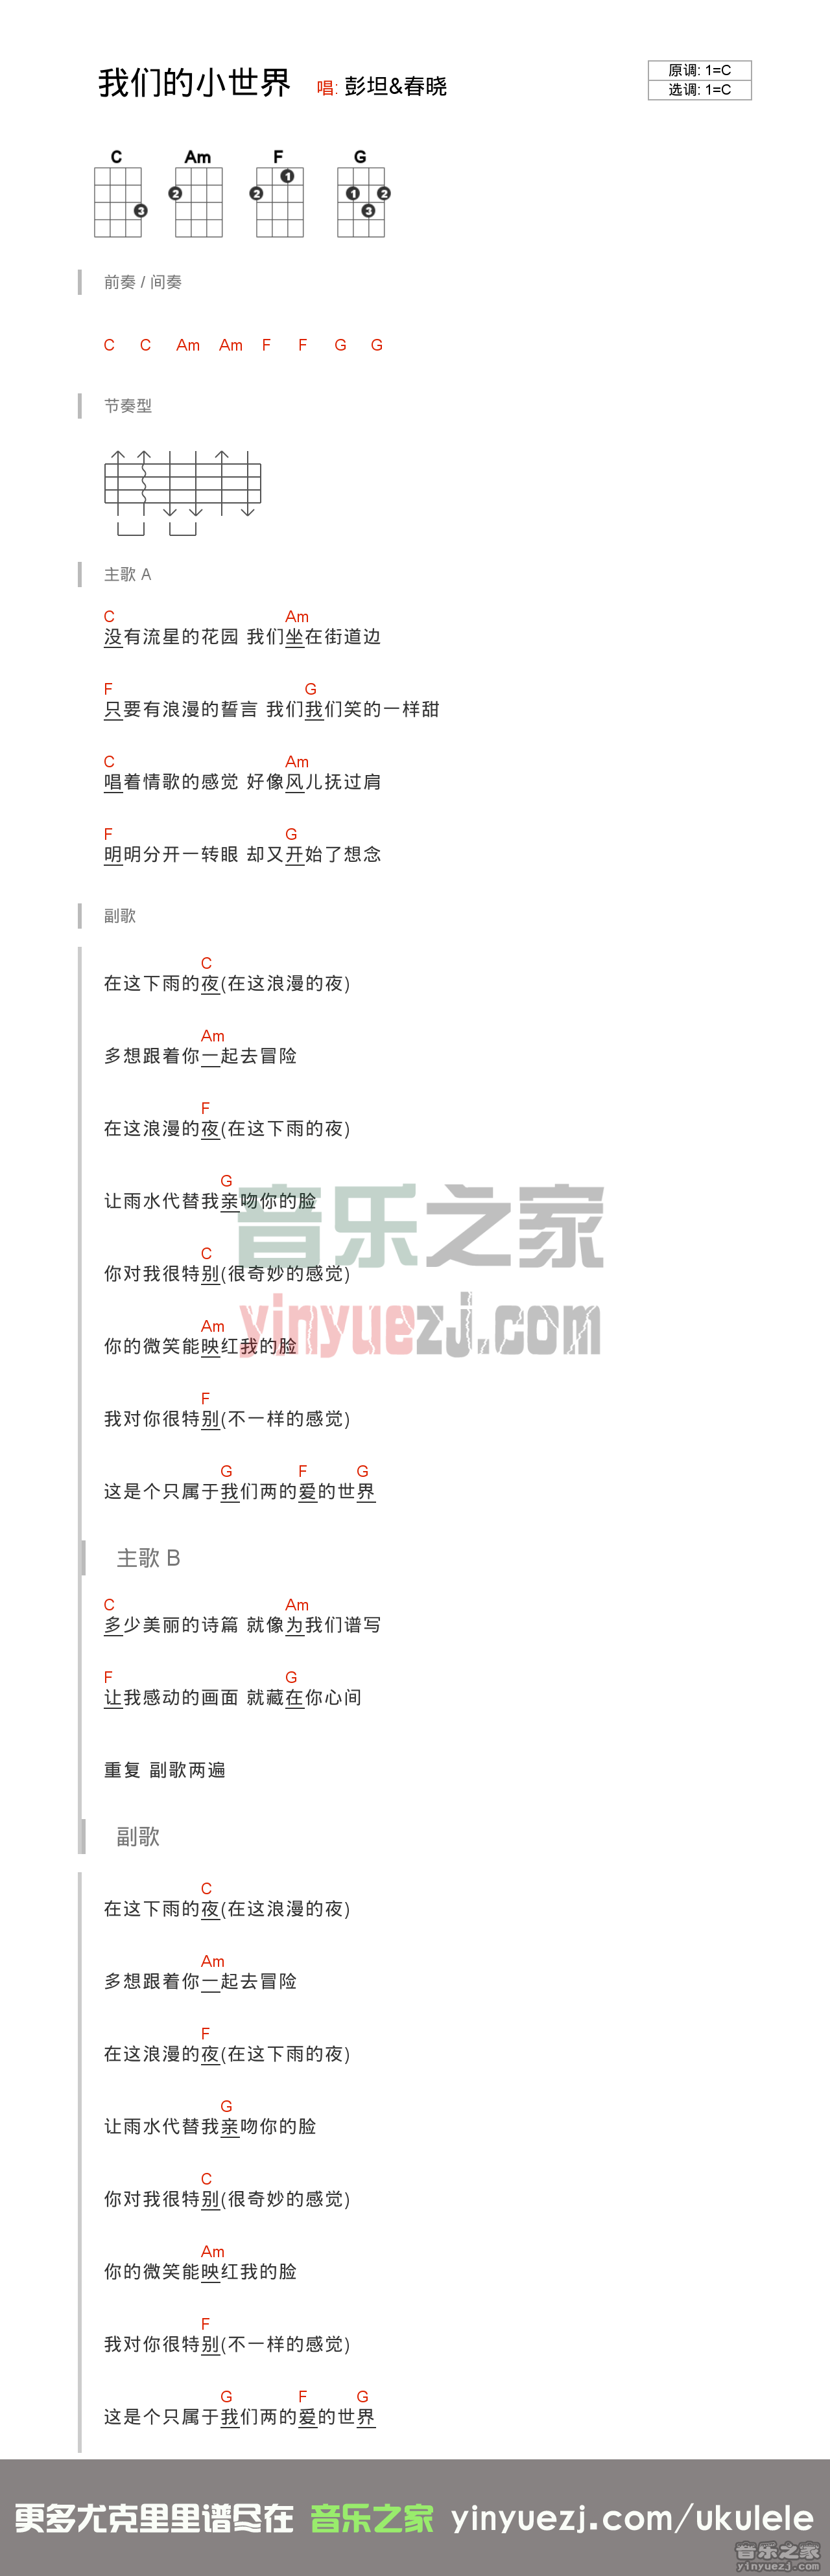 我们的小世界 唱: 彭坦&春晓
原调: 1=C
选调: 1=C
C Am F G
3 2 2 1 1 2 3
前奏 / 间奏
C C Am Am F F G G
节奏型
主歌 A
C Am
没有流星的花园 我们坐在街道边
F G
只要有浪漫的誓言 我们我们笑的一样甜
C Am
唱着情歌的感觉 好像风儿抚过肩
F G
明明分开一转眼 却又开始了想念
副歌
C
在这下雨的夜(在这浪漫的夜)
Am
多想跟着你一起去冒险
F
在这浪漫的夜(在这下雨的夜)
G
让雨水代替我亲吻你的脸
C
你对我很特别(很奇妙的感觉)
Am
你的微笑能映红我的脸
F
我对你很特别(不一样的感觉)
G F G
这是个只属于我们两的爱的世界
音乐之家
yinyuezj.com
主歌 B
C Am
多少美丽的诗篇 就像为我们谱写
F G
让我感动的画面 就藏在你心间
重复 副歌两遍
副歌
C
在这下雨的夜(在这浪漫的夜)
Am
多想跟着你一起去冒险
F
在这浪漫的夜(在这下雨的夜)
G
让雨水代替我亲吻你的脸
C
你对我很特别(很奇妙的感觉)
Am
你的微笑能映红我的脸
F
我对你很特别(不一样的感觉)
G F G
这是个只属于我们两的爱的世界
更多尤克里里谱尽在 音乐之家 yinyuezj.com/ukulele
音乐之家
yinyuezj.com